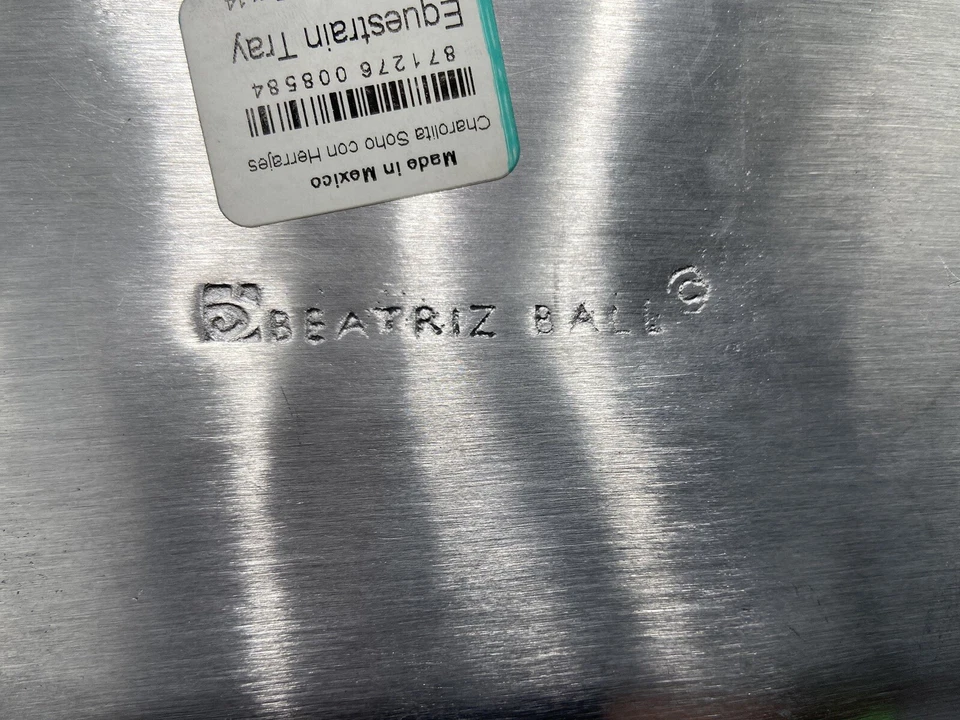 Equestrain Tray
871276 008584
Charolita Soho con Herrajes
Made in Mexico
BEATRIZ BALL ©